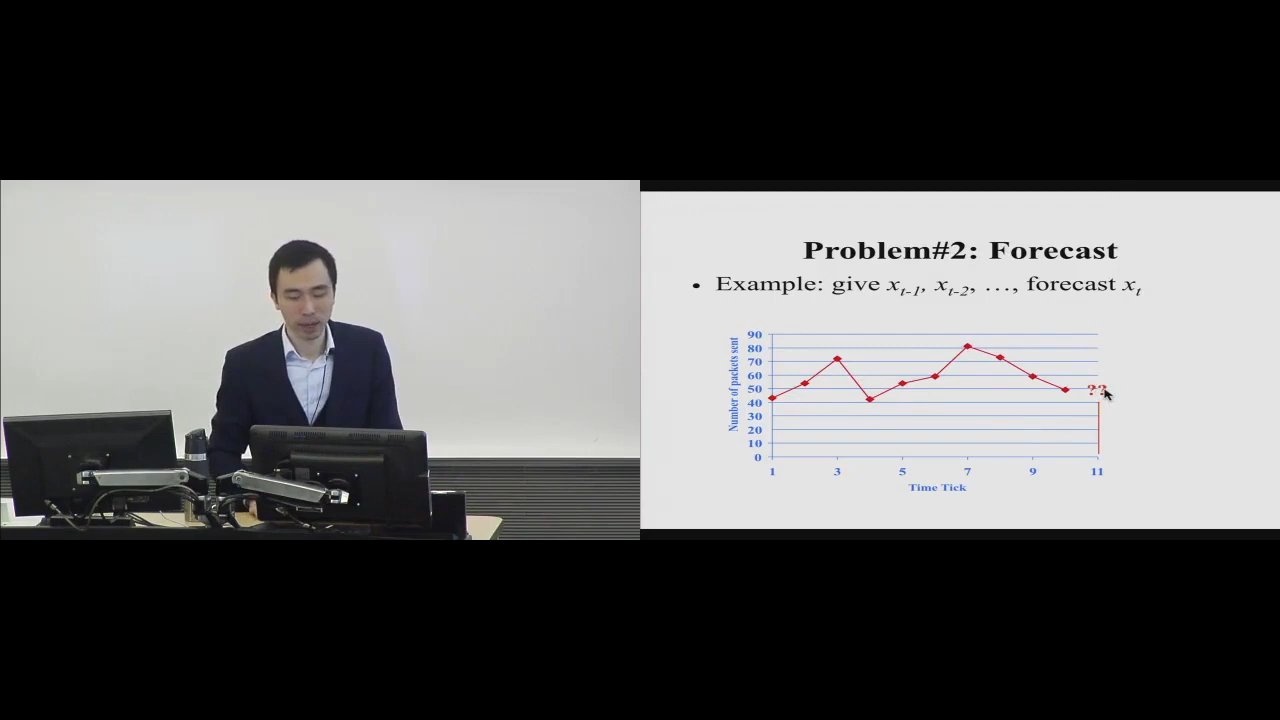 Problem#2: Forecast
• Example: give xt-1, xt-2, …, forecast xt
Number of packets sent
90
80
70
60
50
40
30
20
10
0
??
1 3 5 7 9 11
Time Tick